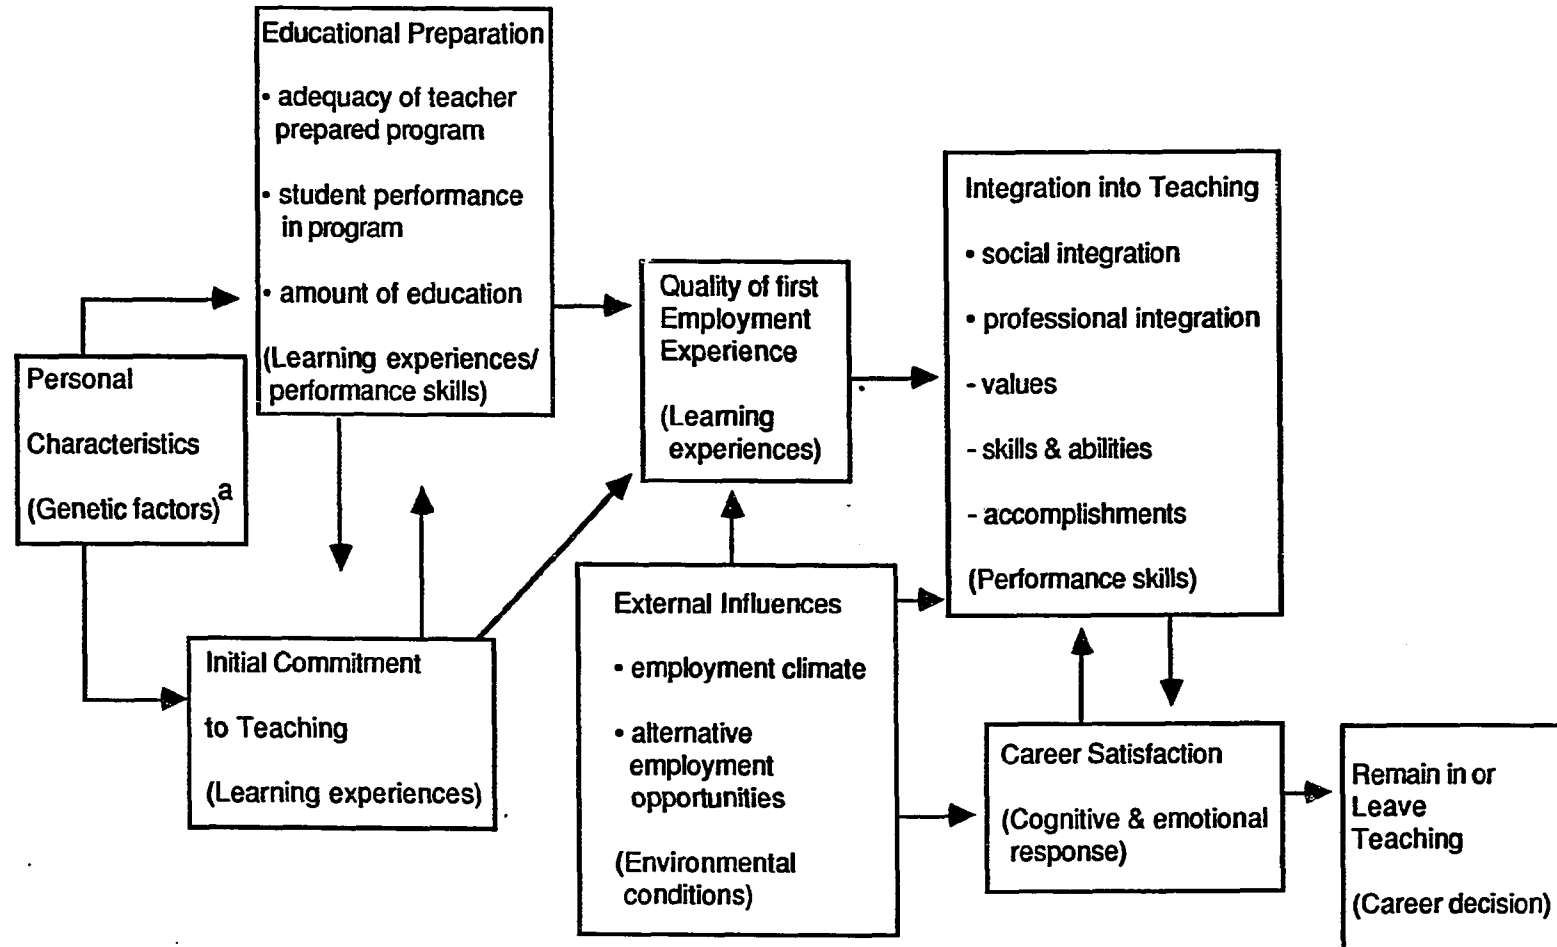 Educational Preparation
• adequacy of teacher
prepared program
• student performance
in program
• amount of education
(Learning experiences/
performance skills)
Personal
Characteristics
(Genetic factors)a
Initial Commitment
to Teaching
(Learning experiences)
Quality of first
Employment
Experience
(Learning
experiences)
External Influences
• employment climate
• alternative
employment
opportunities
(Environmental
conditions)
Integration into Teaching
• social integration
• professional integration
- values
- skills & abilities
- accomplishments
(Performance skills)
Career Satisfaction
(Cognitive & emotional
response)
Remain in or
Leave
Teaching
(Career decision)